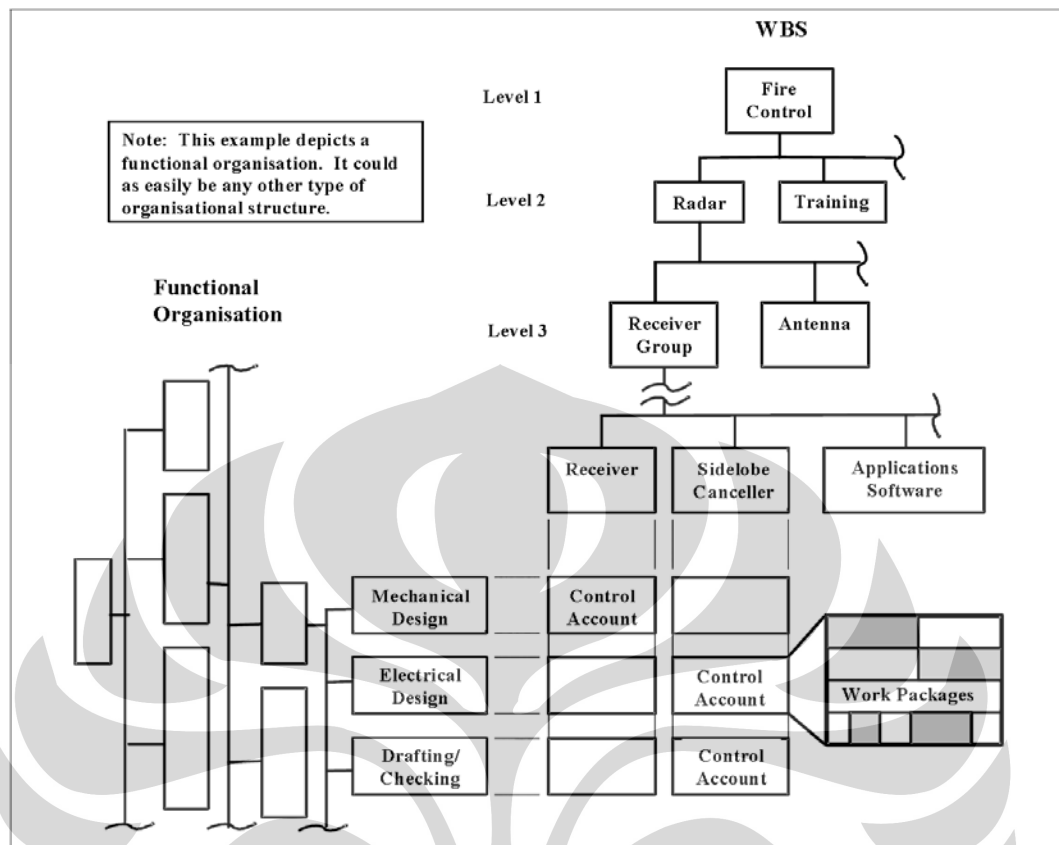 WBS
Level 1
Fire
Control
Note: This example depicts a
functional organisation. It could
as easily be any other type of
organisational structure.
Level 2
Radar
Training
Functional
Organisation
Level 3
Receiver
Group
Antenna
Receiver
Sidelobe
Canceller
Applications
Software
Mechanical
Design
Control
Account
Electrical
Design
Control
Account
Work Packages
Drafting/
Checking
Control
Account